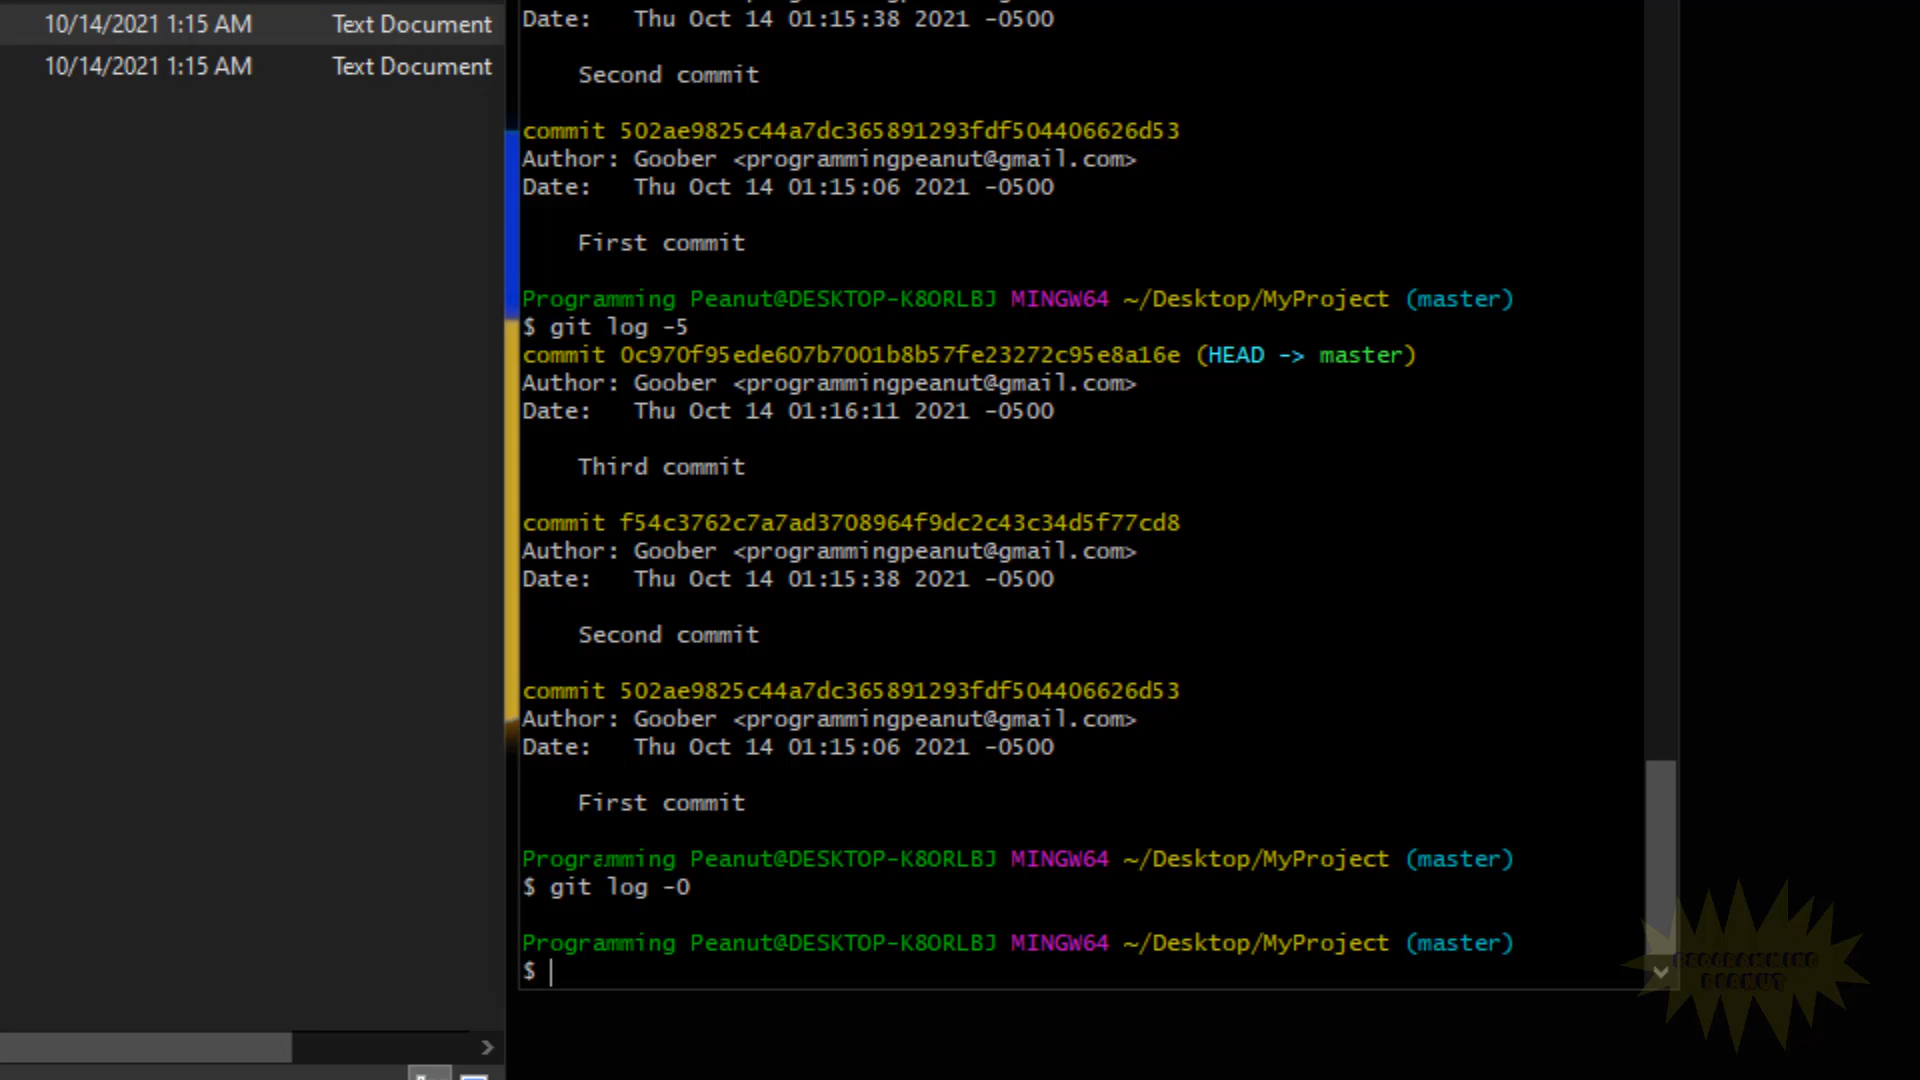 10/14/2021 1:15 AM Text Document
10/14/2021 1:15 AM Text Document
Date: Thu Oct 14 01:15:38 2021 -0500
Second commit
commit 502ae9825c44a7dc365891293fdf504406626d53
Author: Goober <programmingpeanut@gmail.com>
Date: Thu Oct 14 01:15:06 2021 -0500
First commit
Programming Peanut@DESKTOP-K8ORLBJ MINGW64 ~/Desktop/MyProject (master)
$ git log -5
commit 0c970f95ede607b7001b8b57fe23272c95e8a16e (HEAD -> master)
Author: Goober <programmingpeanut@gmail.com>
Date: Thu Oct 14 01:16:11 2021 -0500
Third commit
commit f54c3762c7a7ad3708964f9dc2c43c34d5f77cd8
Author: Goober <programmingpeanut@gmail.com>
Date: Thu Oct 14 01:15:38 2021 -0500
Second commit
commit 502ae9825c44a7dc365891293fdf504406626d53
Author: Goober <programmingpeanut@gmail.com>
Date: Thu Oct 14 01:15:06 2021 -0500
First commit
Programming Peanut@DESKTOP-K8ORLBJ MINGW64 ~/Desktop/MyProject (master)
$ git log -0
Programming Peanut@DESKTOP-K8ORLBJ MINGW64 ~/Desktop/MyProject (master)
$
PROGRAMMING
PEANUT